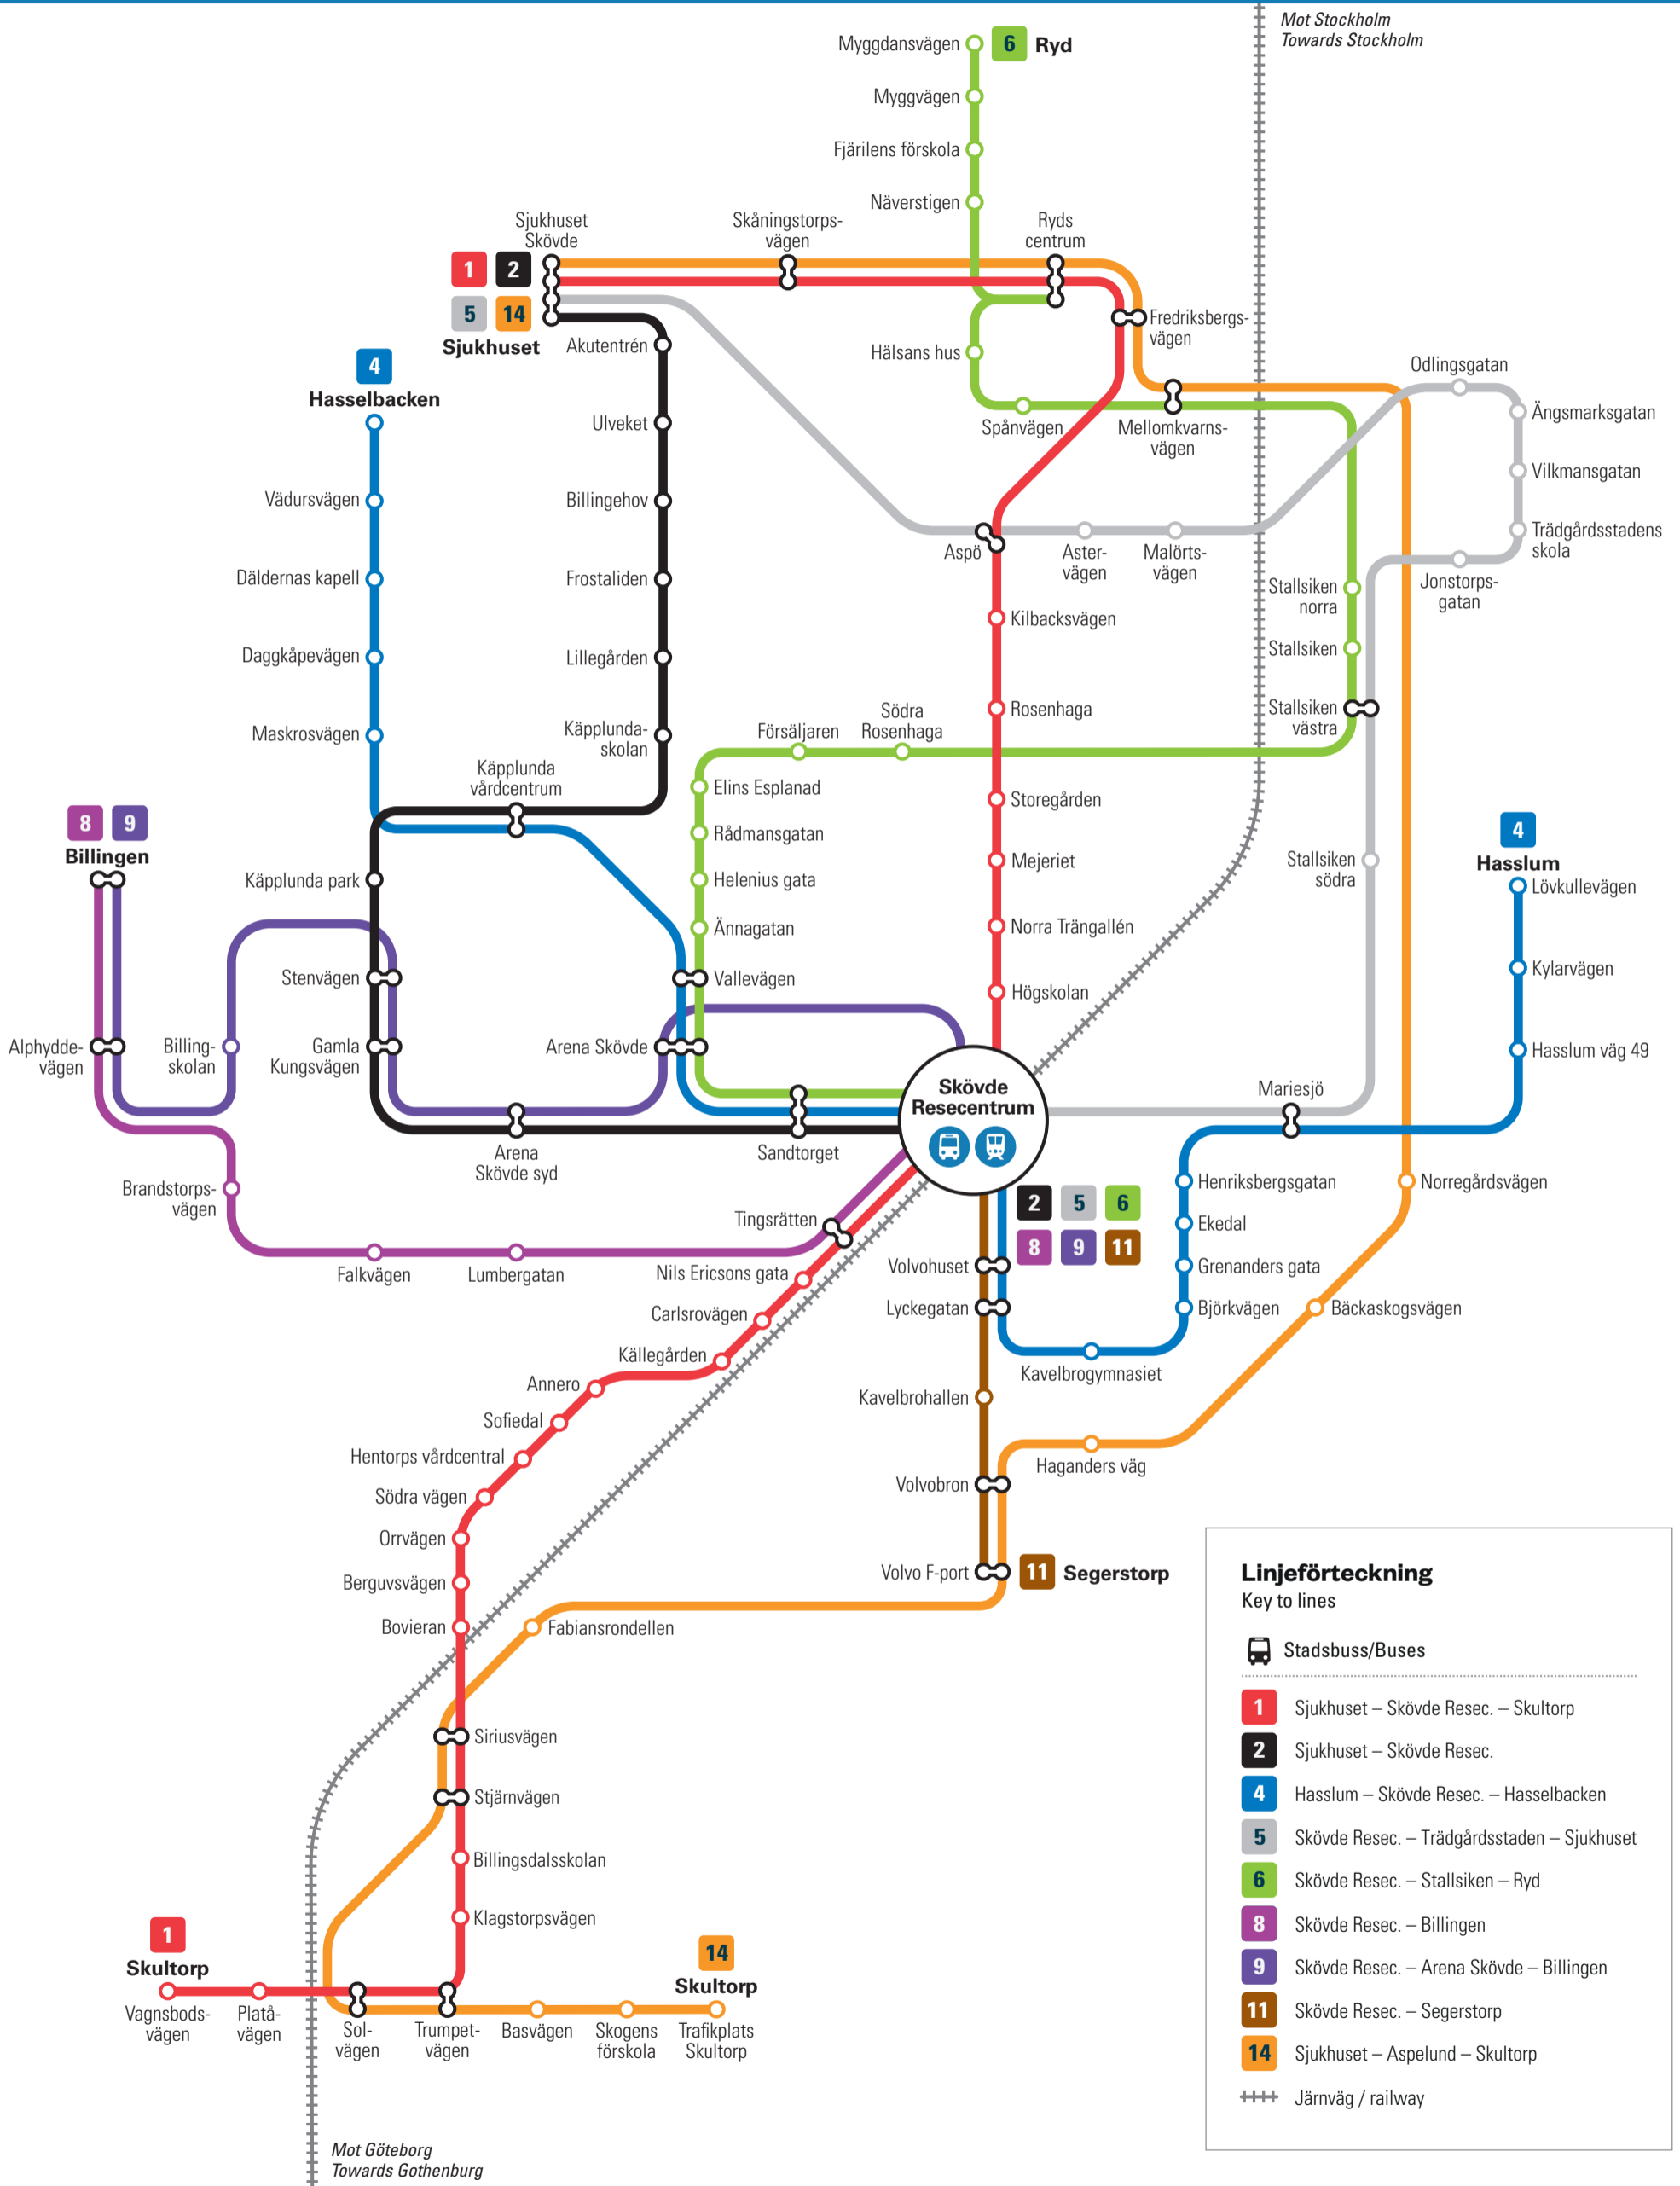 Mot Stockholm
Towards Stockholm
Myggdansvägen
6
Ryd
Myggvägen
Fjärilens förskola
Näverstigen
Sjukhuset
Skövde
Skåningstorps-
vägen
Ryds
centrum
1
2
5
14
Sjukhuset
Akutentrén
Fredriksbergs-
vägen
Hälsans hus
4
Hasselbacken
Odlingsgatan
Ängsmarksgatan
Ulveket
Spånvägen
Mellomkvarns-
vägen
Vilkmansgatan
Vädursvägen
Billingehov
Trädgårdsstadens
skola
Aspö
Aster-
vägen
Malörts-
vägen
Däldernas kapell
Frostaliden
Stallsiken
norra
Jonstorps-
gatan
Kilbacksvägen
Daggkåpevägen
Lillegården
Stallsiken
Södra
Rosenhaga
Rosenhaga
Stallsiken
västra
Maskrosvägen
Käpplunda-
skolan
Försäljaren
Käpplunda
vårdcentrum
Elins Esplanad
Storegården
8
9
Billingen
Rådmansgatan
4
Hasslum
Mejeriet
Stallsiken
södra
Käpplunda park
Helenius gata
Lövkullevägen
Ännagatan
Norra Trängallén
Stenvägen
Vallevägen
Kylarvägen
Högskolan
Alphydde-
vägen
Billing-
skolan
Gamla
Kungsvägen
Arena Skövde
Hasslum väg 49
Skövde
Resecentrum
Mariesjö
Arena
Skövde syd
Sandtorget
Brandstorps-
vägen
2
5
6
8
9
11
Henriksbergsgatan
Norregårdsvägen
Tingsrätten
Ekedal
Falkvägen
Lumbergatan
Nils Ericsons gata
Volvohuset
Grenanders gata
Carlsrovägen
Lyckegatan
Björkvägen
Bäckaskogsvägen
Källegården
Kavelbrogymnasiet
Annero
Kavelbrohallen
Sofiedal
Hentorps vårdcentral
Haganders väg
Södra vägen
Volvobron
Orrvägen
Berguvsvägen
Volvo F-port
11
Segerstorp
Bovieran
Fabiansrondellen
Siriusvägen
Stjärnvägen
Billingsdalsskolan
Klagstorpsvägen
1
Skultorp
14
Skultorp
Vagnsbods-
vägen
Platå-
vägen
Sol-
vägen
Trumpet-
vägen
Basvägen
Skogens
förskola
Trafikplats
Skultorp
Mot Göteborg
Towards Gothenburg
Linjeförteckning
Key to lines
Stadsbuss/Buses
1 Sjukhuset – Skövde Resec. – Skultorp
2 Sjukhuset – Skövde Resec.
4 Hasslum – Skövde Resec. – Hasselbacken
5 Skövde Resec. – Trädgårdsstaden – Sjukhuset
6 Skövde Resec. – Stallsiken – Ryd
8 Skövde Resec. – Billingen
9 Skövde Resec. – Arena Skövde – Billingen
11 Skövde Resec. – Segerstorp
14 Sjukhuset – Aspelund – Skultorp
Järnväg / railway